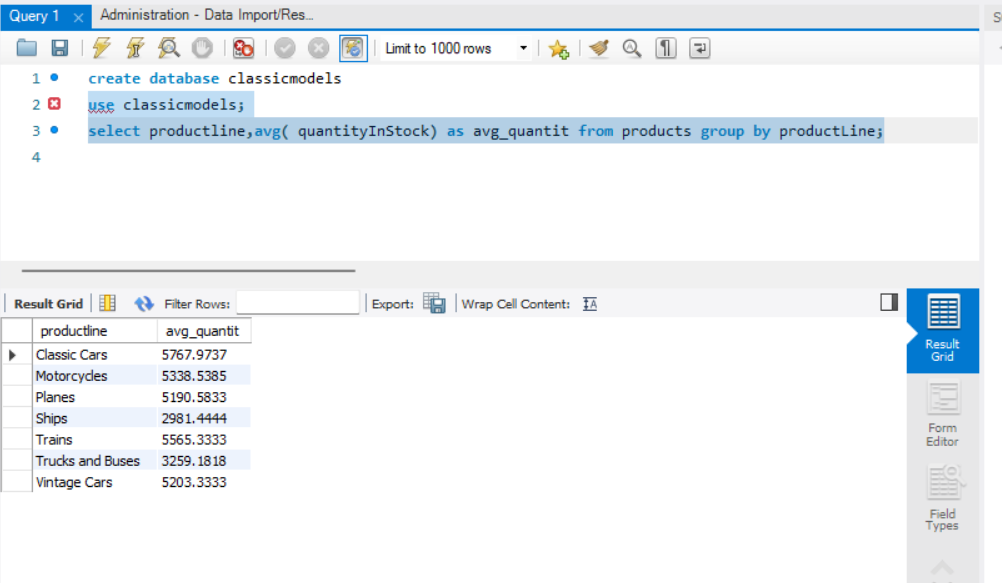 Query 1 Administration - Data Import/Res...
Limit to 1000 rows
1 create database classicmodels
2 use classicmodels;
3 select productline,avg( quantityInStock) as avg_quantit from products group by productLine;
4
Result Grid Filter Rows: Export: Wrap Cell Content: IA
productline avg_quantit
Classic Cars 5767.9737
Motorcycles 5338.5385
Planes 5190.5833
Ships 2981.4444
Trains 5565.3333
Trucks and Buses 3259.1818
Vintage Cars 5203.3333
Result
Grid
Form
Editor
Field
Types